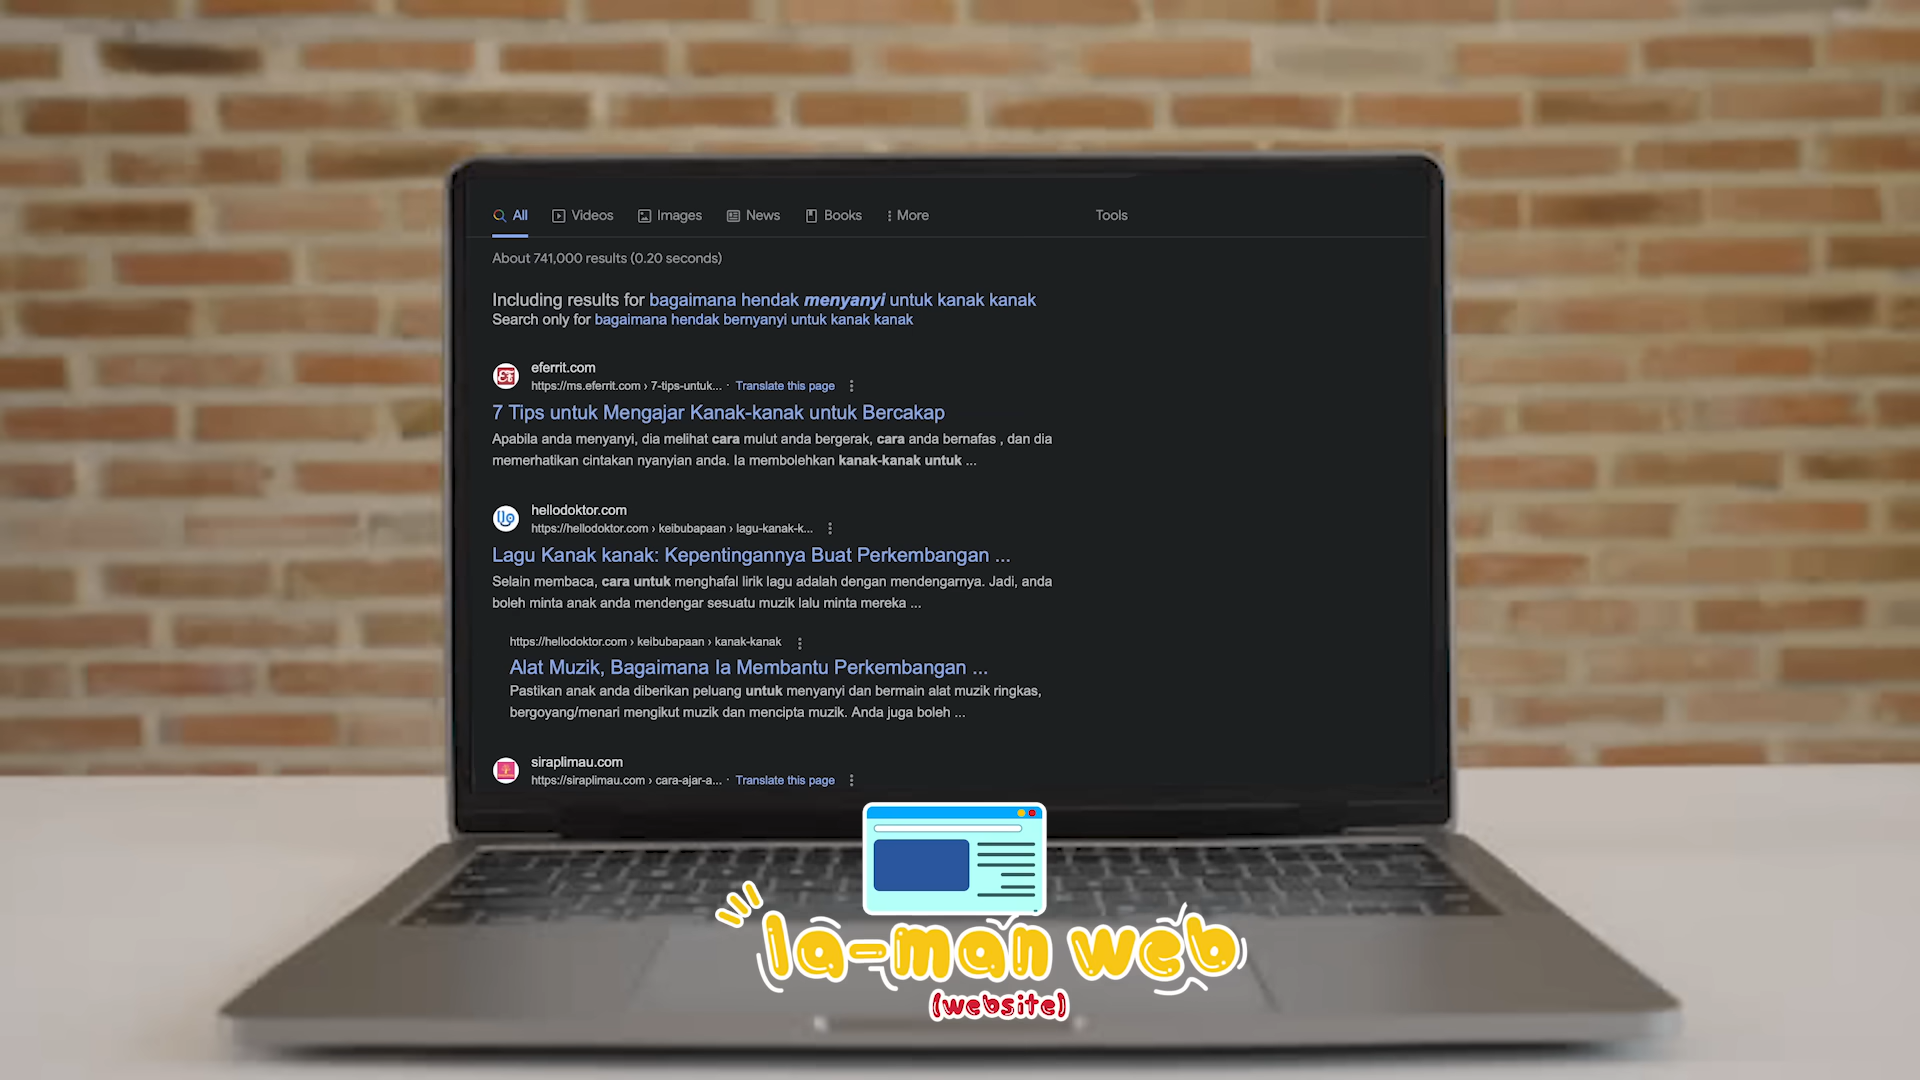 All Videos Images News Books More Tools
About 741,000 results (0.20 seconds)
Including results for bagaimana hendak menyanyi untuk kanak kanak
Search only for bagaimana hendak bernyanyi untuk kanak kanak
eferrit.com
https://ms.eferrit.com › 7-tips-untuk... · Translate this page
7 Tips untuk Mengajar Kanak-kanak untuk Bercakap
Apabila anda menyanyi, dia melihat cara mulut anda bergerak, cara anda bernafas , dan dia
memerhatikan cintakan nyanyian anda. Ia membolehkan kanak-kanak untuk ...
hellodoktor.com
https://hellodoktor.com › keibubapaan › lagu-kanak-k...
Lagu Kanak kanak: Kepentingannya Buat Perkembangan ...
Selain membaca, cara untuk menghafal lirik lagu adalah dengan mendengarnya. Jadi, anda
boleh minta anak anda mendengar sesuatu muzik lalu minta mereka ...
https://hellodoktor.com › keibubapaan › kanak-kanak
Alat Muzik, Bagaimana Ia Membantu Perkembangan ...
Pastikan anak anda diberikan peluang untuk menyanyi dan bermain alat muzik ringkas,
bergoyang/menari mengikut muzik dan mencipta muzik. Anda juga boleh ...
siraplimau.com
https://siraplimau.com › cara-ajar-a... · Translate this page
la-man web
(website)